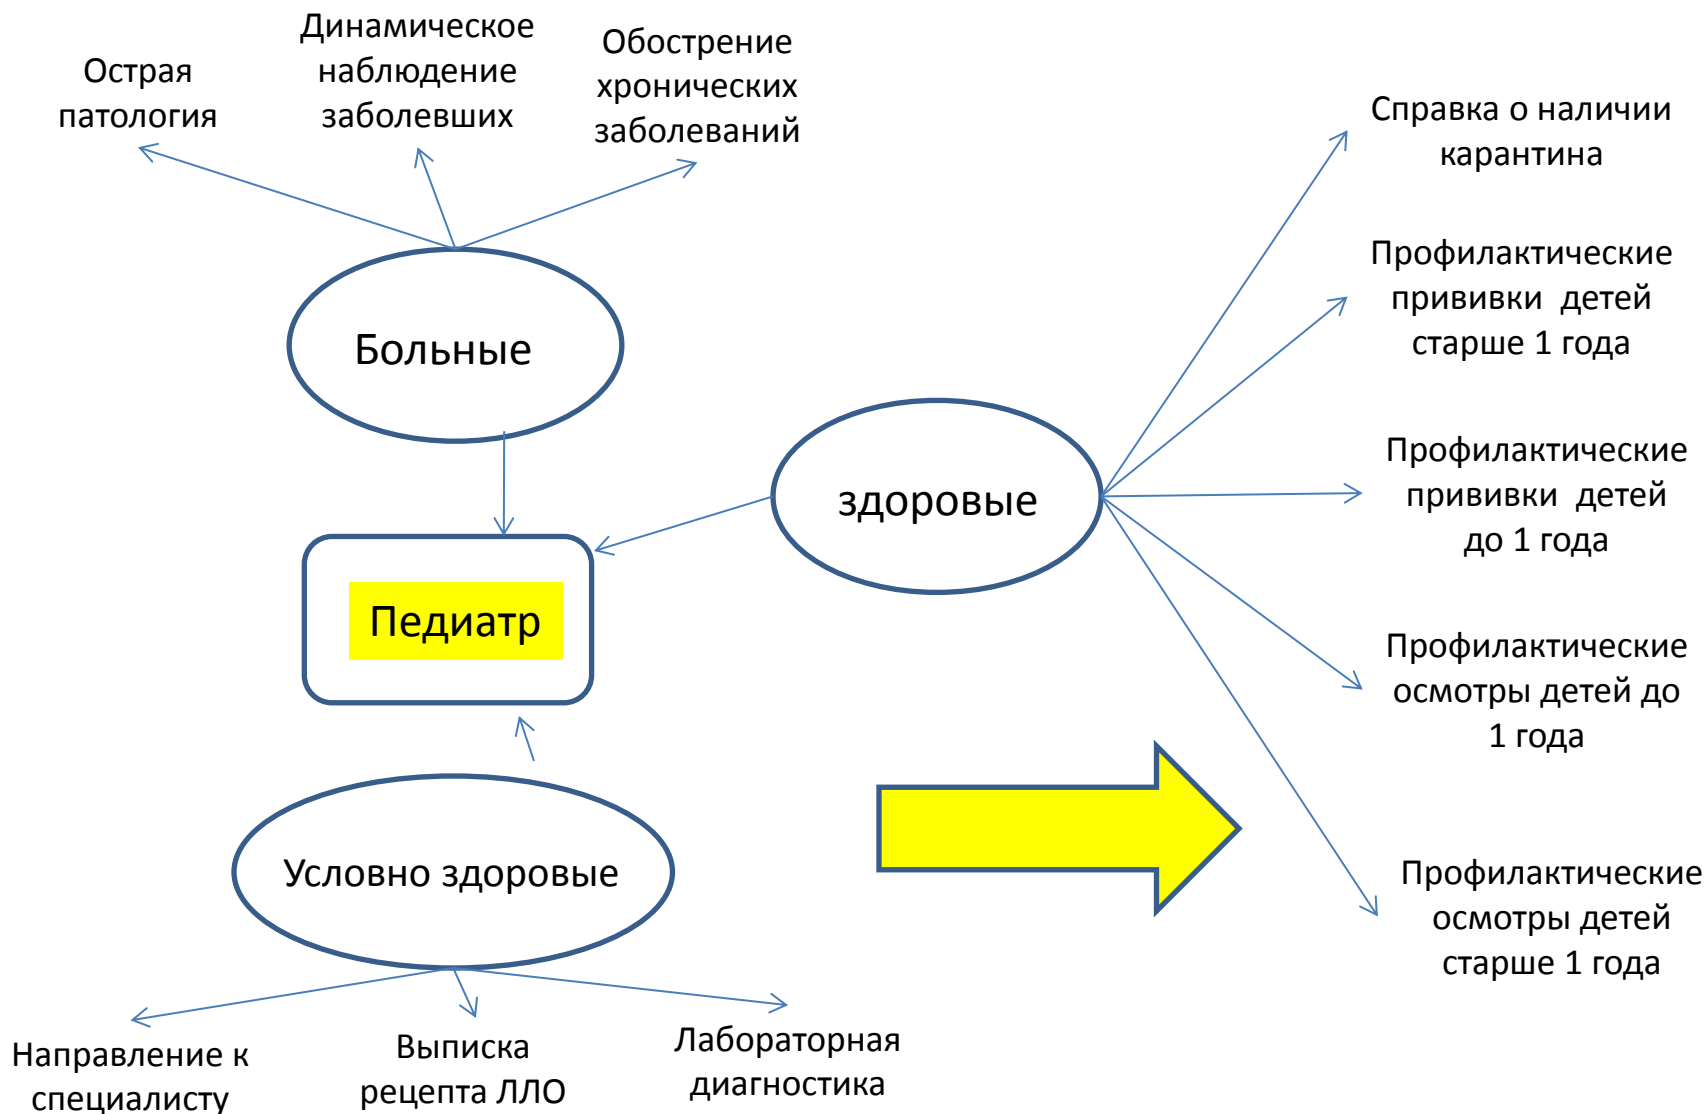 Острая
патология
Динамическое
наблюдение
заболевших
Обострение
хронических
заболеваний
Больные
Педиатр
Условно здоровые
Направление к
специалисту
Выписка
рецепта ЛЛО
Лабораторная
диагностика
здоровые
Справка о наличии
карантина
Профилактические
прививки детей
старше 1 года
Профилактические
прививки детей
до 1 года
Профилактические
осмотры детей до
1 года
Профилактические
осмотры детей
старше 1 года